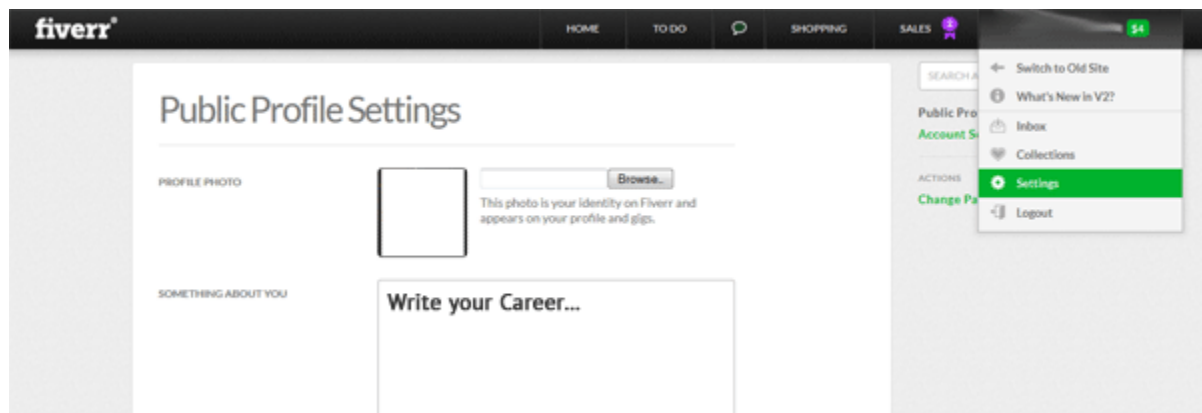 fiverr®
HOME TO DO SHOPPING SALES 2 $4
Public Profile Settings
PROFILE PHOTO
Browse..
This photo is your identity on Fiverr and
appears on your profile and gigs.
SOMETHING ABOUT YOU
Write your Career...
SEARCH
Public Pro
Account S
ACTIONS
Change Pa
Switch to Old Site
What's New in V2?
Inbox
Collections
Settings
Logout